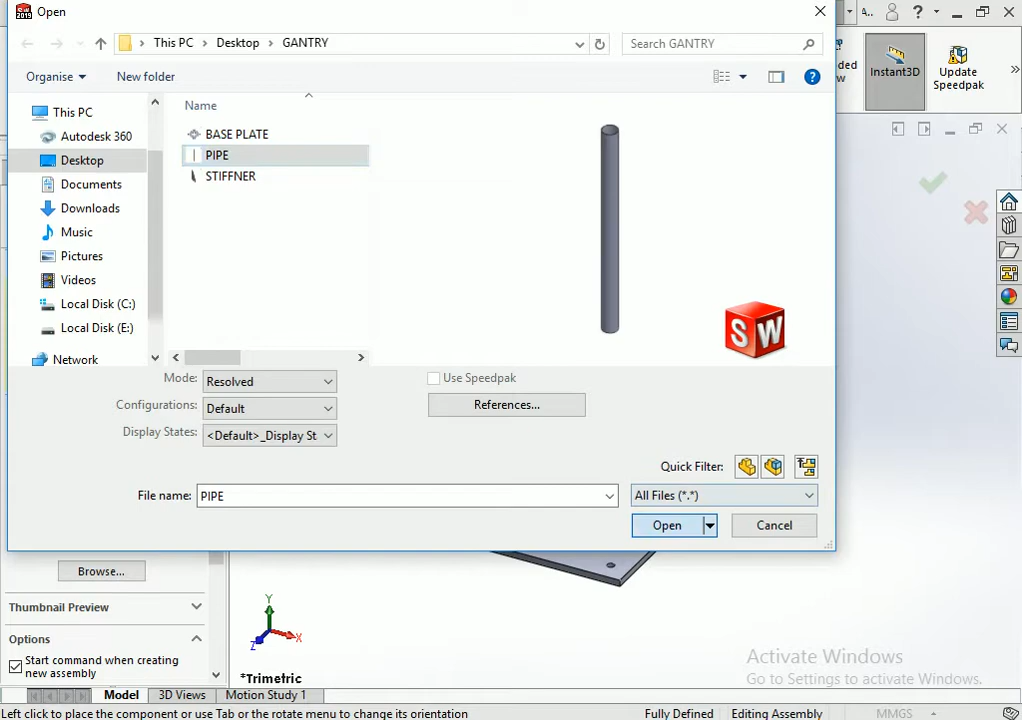 Open
This PC > Desktop > GANTRY
Search GANTRY
Organise
New folder
Name
This PC
Autodesk 360
Desktop
Documents
Downloads
Music
Pictures
Videos
Local Disk (C:)
Local Disk (E:)
Network
BASE PLATE
PIPE
STIFFNER
SW
Mode: Resolved
Configurations: Default
Display States: <Default>_Display St
Use Speedpak
References...
Quick Filter:
File name: PIPE
All Files (*.*)
Open
Cancel
A..
?
Instant3D
Update
Speedpak
Browse...
Thumbnail Preview
Options
Start command when creating
new assembly
Y
X
Z
*Trimetric
Activate Windows
Go to Settings to activate Windows.
Model
3D Views
Motion Study 1
Left click to place the component or use Tab or the rotate menu to change its orientation
Fully Defined
Editing Assembly
MMGS